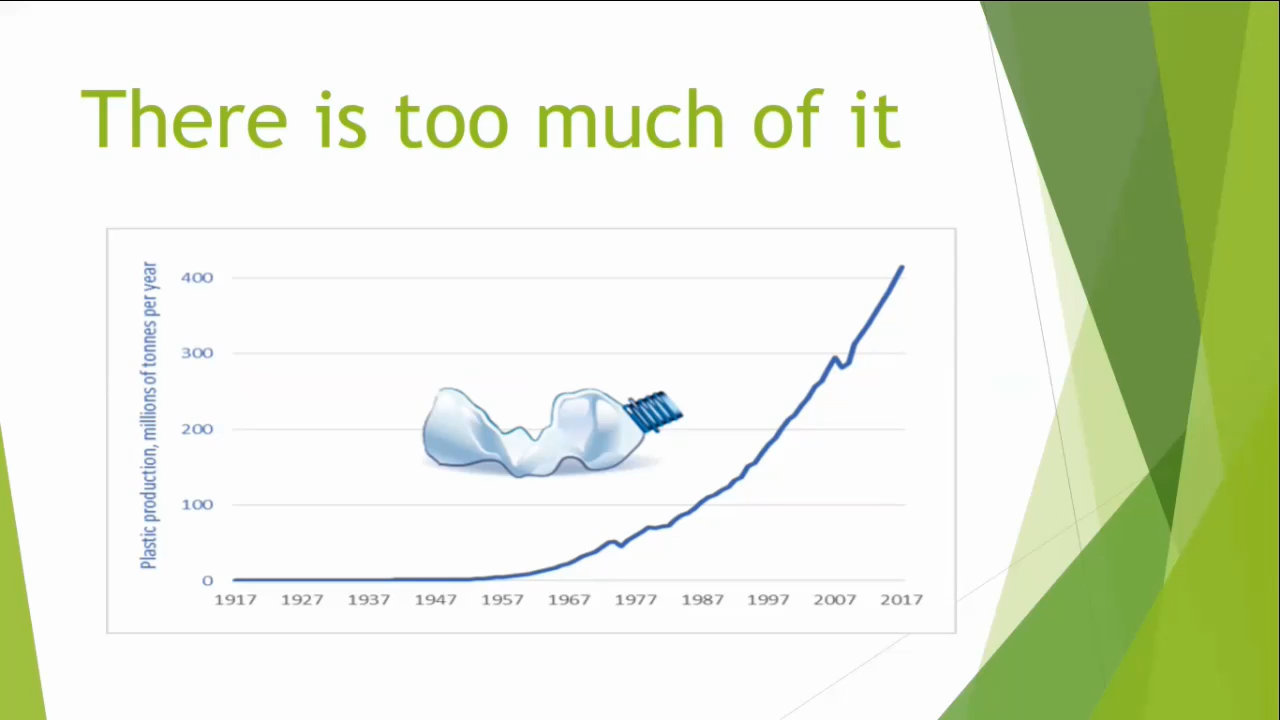 There is too much of it
Plastic production, millions of tonnes per year
400
300
200
100
0
1917 1927 1937 1947 1957 1967 1977 1987 1997 2007 2017